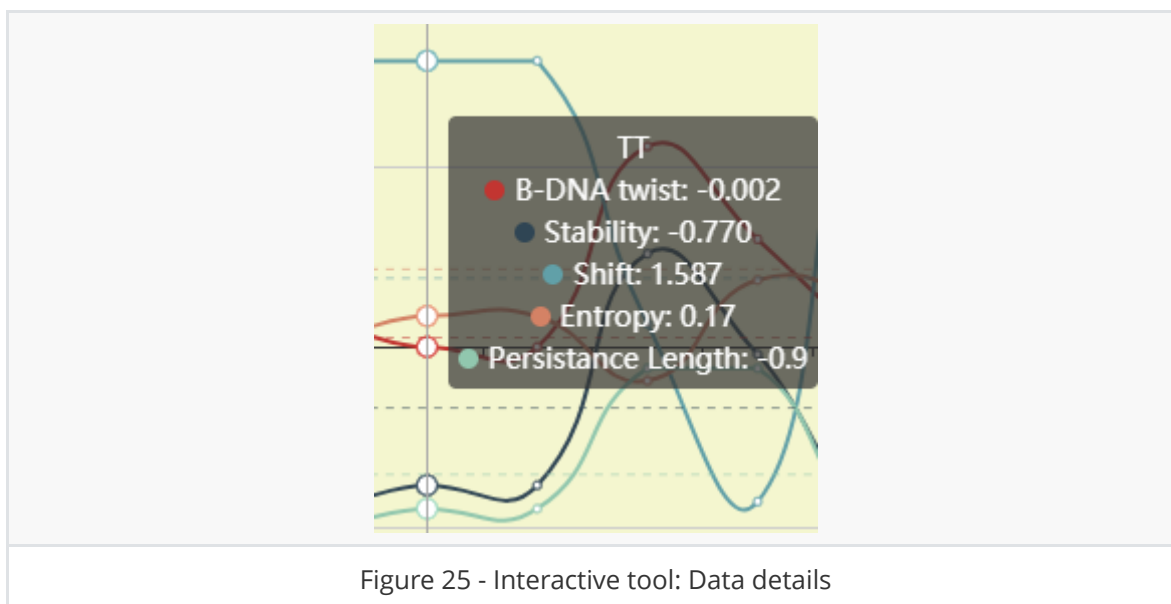 TT
B-DNA twist: -0.002
Stability: -0.770
Shift: 1.587
Entropy: 0.17
Persistance Length: -0.9
Figure 25 - Interactive tool: Data details